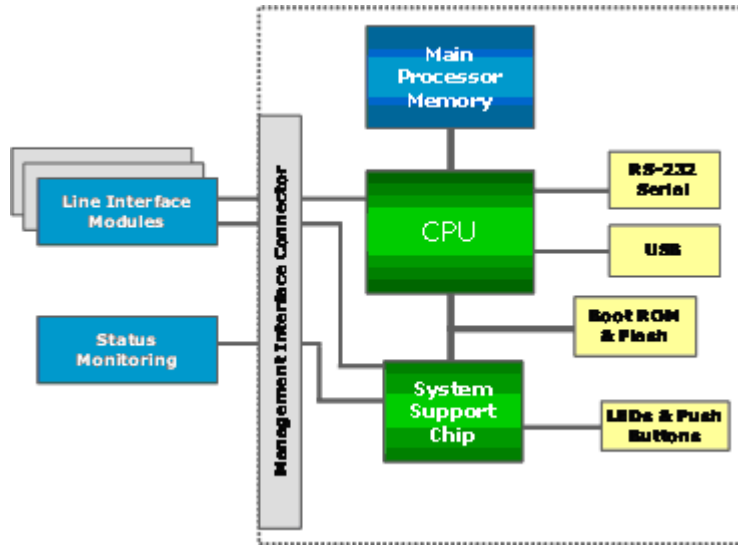 Main
Processor
Memory
Line Interface
Modules
Management Interface Connector
CPU
RS-232
Serial
USB
Status
Monitoring
Boot ROM
& Flash
System
Support
Chip
LEDs & Push
Buttons